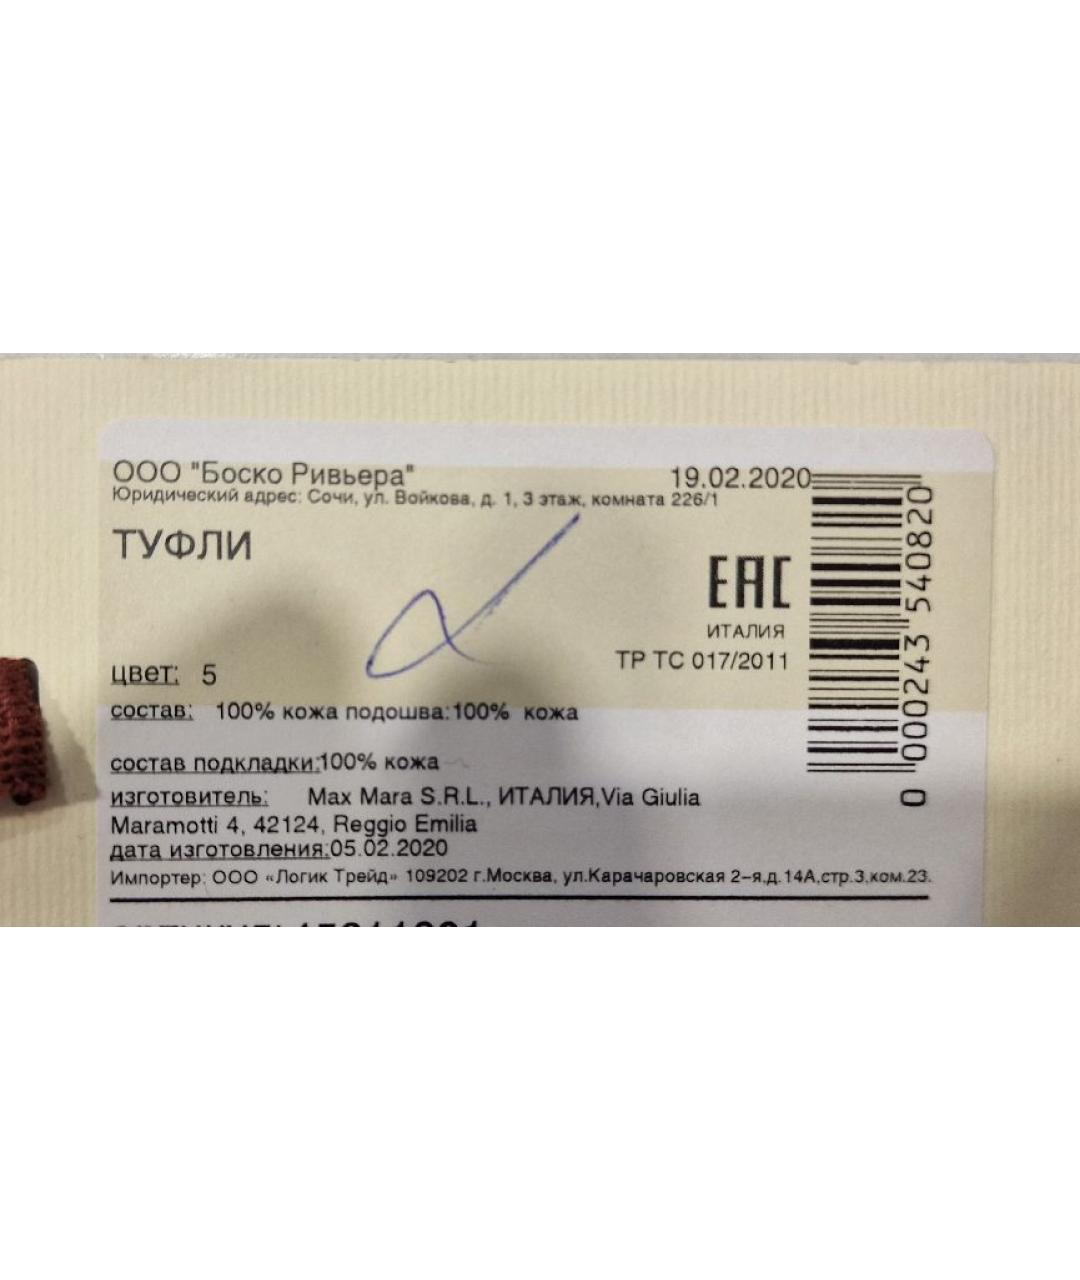 ООО "Боско Ривьера" 19.02.2020
Юридический адрес: Сочи, ул. Войкова, д. 1, 3 этаж, комната 226/1
ТУФЛИ
ЕАС
ИТАЛИЯ
ТР ТС 017/2011
цвет: 5
состав: 100% кожа подошва:100% кожа
состав подкладки:100% кожа
изготовитель: Max Mara S.R.L., ИТАЛИЯ,Via Giulia
Maramotti 4, 42124, Reggio Emilia
дата изготовления:05.02.2020
Импортер: ООО «Логик Трейд» 109202 г.Москва, ул.Карачаровская 2-я,д.14А,стр.3,ком.23.
0 000243 540820